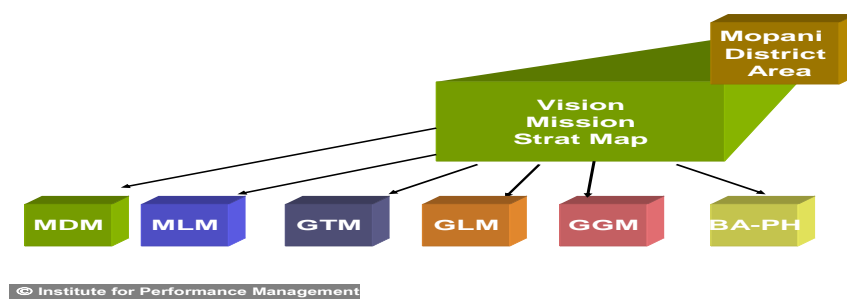 Mopani
District
Area
Vision
Mission
Strat Map
MDM
MLM
GTM
GLM
GGM
BA-PH
© Institute for Performance Management